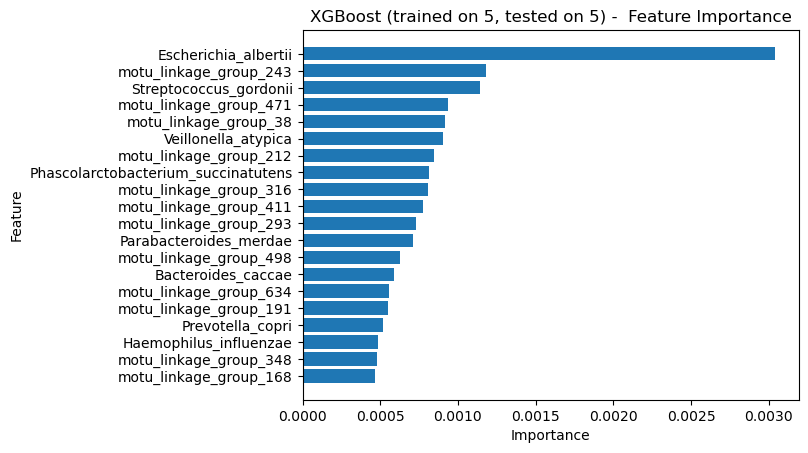 XGBoost (trained on 5, tested on 5) -  Feature Importance
Feature
Escherichia_albertii
motu_linkage_group_243
Streptococcus_gordonii
motu_linkage_group_471
motu_linkage_group_38
Veillonella_atypica
motu_linkage_group_212
Phascolarctobacterium_succinatutens
motu_linkage_group_316
motu_linkage_group_411
motu_linkage_group_293
Parabacteroides_merdae
motu_linkage_group_498
Bacteroides_caccae
motu_linkage_group_634
motu_linkage_group_191
Prevotella_copri
Haemophilus_influenzae
motu_linkage_group_348
motu_linkage_group_168
0.0000 0.0005 0.0010 0.0015 0.0020 0.0025 0.0030
Importance